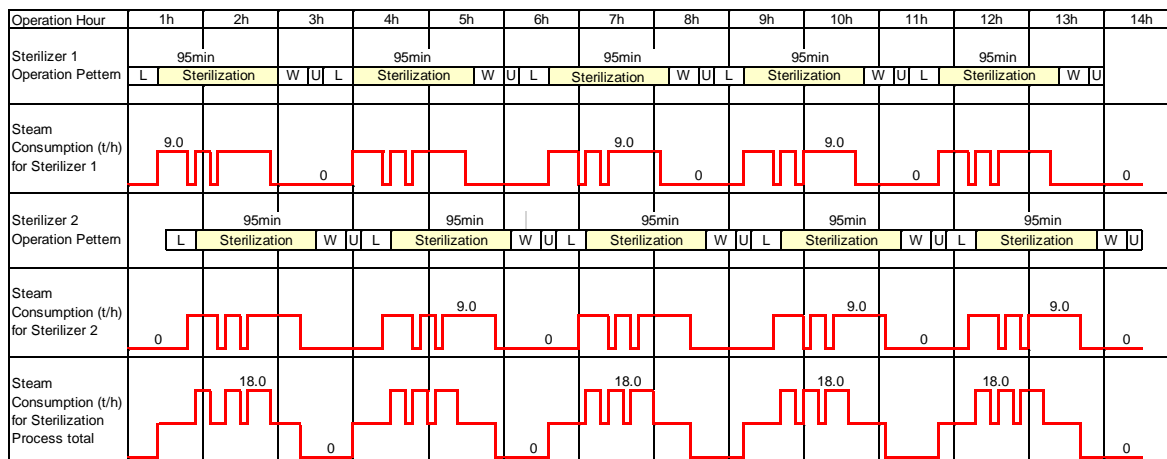 Operation Hour 1h 2h 3h 4h 5h 6h 7h 8h 9h 10h 11h 12h 13h 14h
Sterilizer 1
Operation Pettern
95min 95min 95min 95min 95min
L Sterilization W U L Sterilization W U L Sterilization W U L Sterilization W U L Sterilization W U
Steam
Consumption (t/h)
for Sterilizer 1
9.0 9.0 9.0
0 0 0 0
Sterilizer 2
Operation Pettern
95min 95min 95min 95min 95min
L Sterilization W U L Sterilization W U L Sterilization W U L Sterilization W U L Sterilization W U
Steam
Consumption (t/h)
for Sterilizer 2
9.0 9.0 9.0
0 0 0 0
Steam
Consumption (t/h)
for Sterilization
Process total
18.0 18.0 18.0 18.0
0 0 0